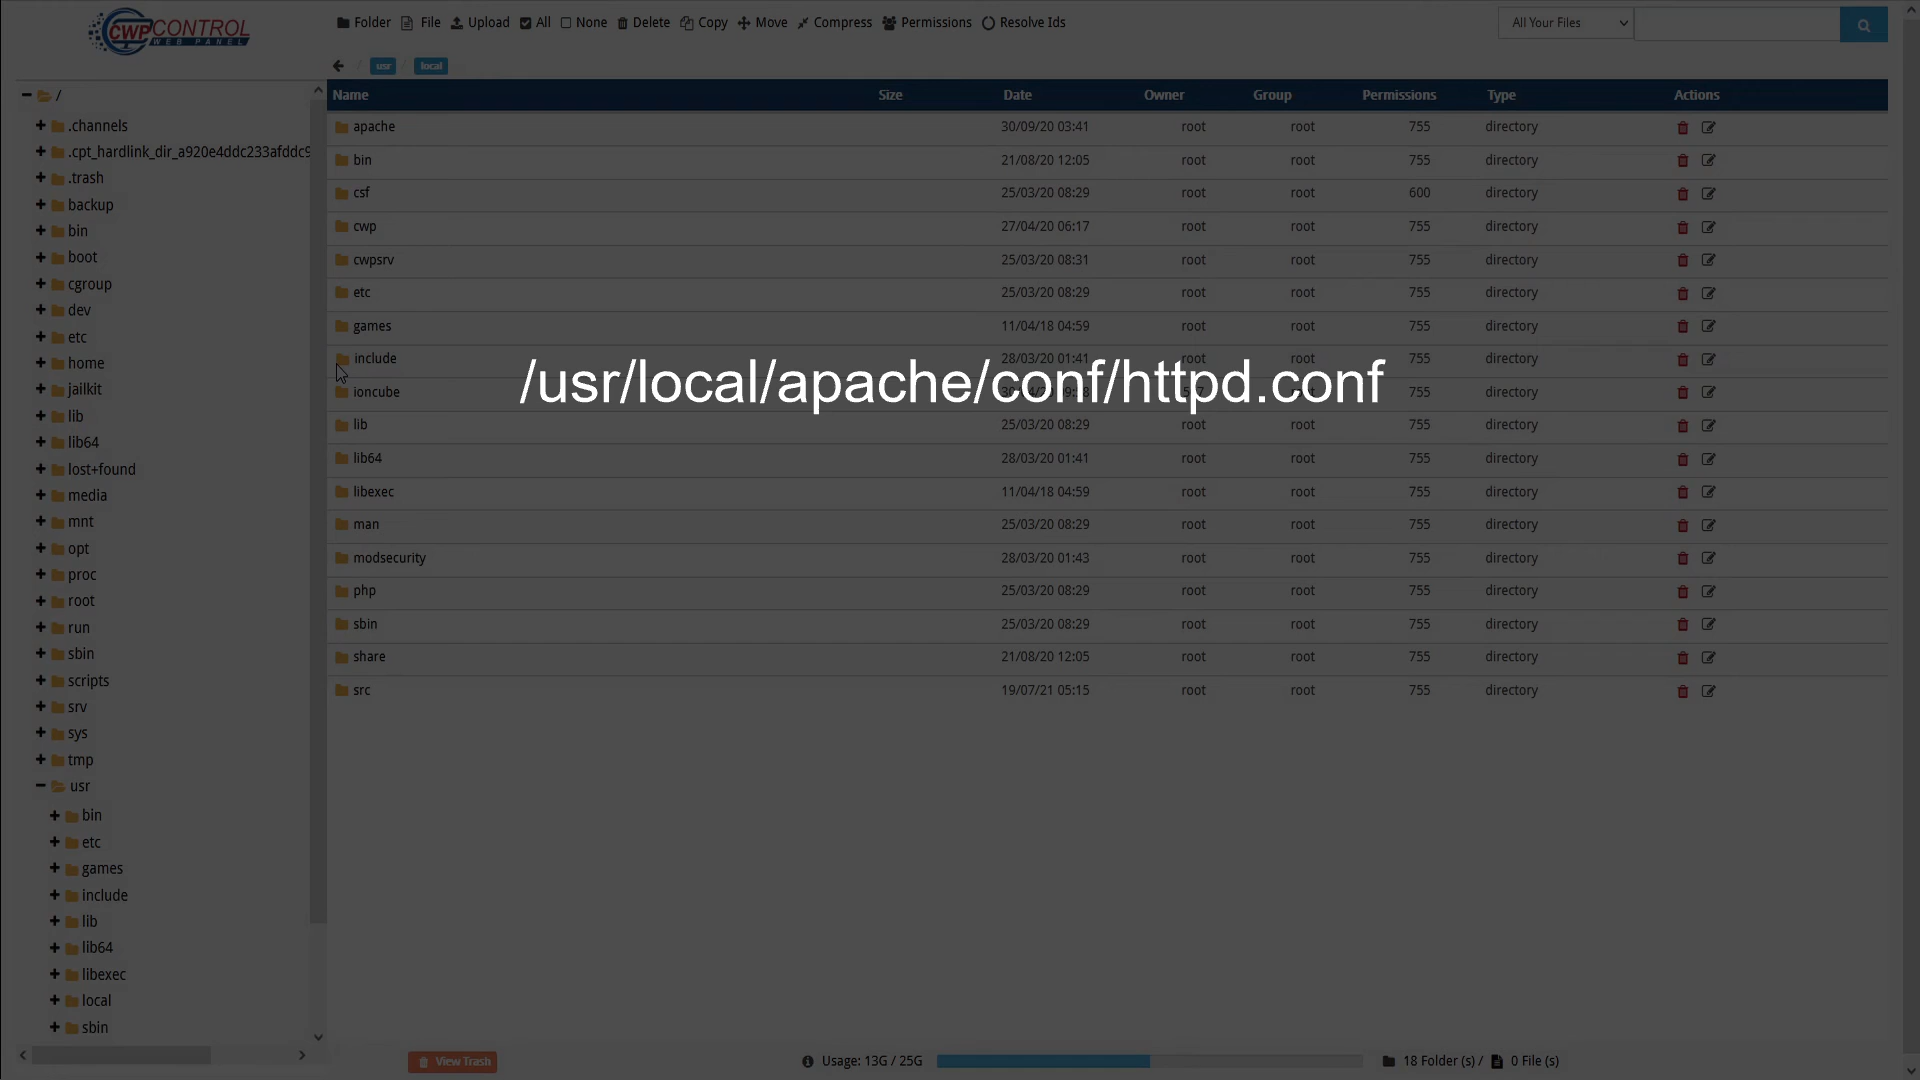 CWPCONTROL
WEB PANEL
Folder File Upload All None Delete Copy Move Compress Permissions Resolve Ids
All Your Files
/ usr / local
Name Size Date Owner Group Permissions Type Actions
/
.channels
.cpt_hardlink_dir_a920e4ddc233afddc9
.trash
backup
bin
boot
cgroup
dev
etc
home
jailkit
lib
lib64
lost+found
media
mnt
opt
proc
root
run
sbin
scripts
srv
sys
tmp
usr
bin
etc
games
include
lib
lib64
libexec
local
sbin
apache 30/09/20 03:41 root root 755 directory
bin 21/08/20 12:05 root root 755 directory
csf 25/03/20 08:29 root root 600 directory
cwp 27/04/20 06:17 root root 755 directory
cwpsrv 25/03/20 08:31 root root 755 directory
etc 25/03/20 08:29 root root 755 directory
games 11/04/18 04:59 root root 755 directory
include 28/03/20 01:41 root root 755 directory
/usr/local/apache/conf/httpd.conf
ioncube root 755 directory
lib 25/03/20 08:29 root root 755 directory
lib64 28/03/20 01:41 root root 755 directory
libexec 11/04/18 04:59 root root 755 directory
man 25/03/20 08:29 root root 755 directory
modsecurity 28/03/20 01:43 root root 755 directory
php 25/03/20 08:29 root root 755 directory
sbin 25/03/20 08:29 root root 755 directory
share 21/08/20 12:05 root root 755 directory
src 19/07/21 05:15 root root 755 directory
View Trash
Usage: 13G / 25G
18 Folder (s) / 0 File (s)